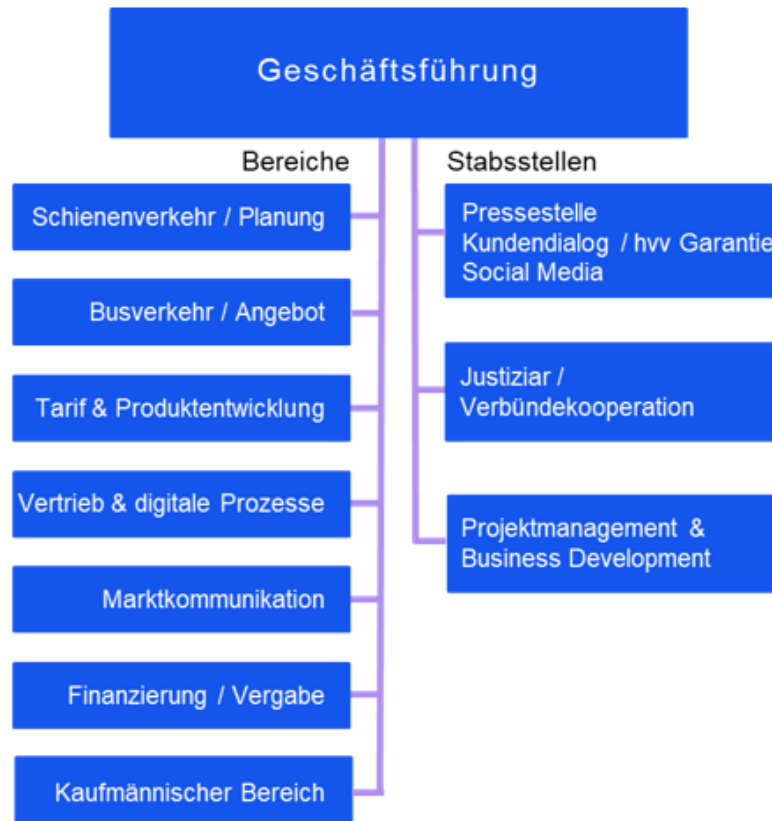 Geschäftsführung
Bereiche
Schienenverkehr / Planung
Busverkehr / Angebot
Tarif & Produktentwicklung
Vertrieb & digitale Prozesse
Marktkommunikation
Finanzierung / Vergabe
Kaufmännischer Bereich
Stabsstellen
Pressestelle
Kundendialog / hvv Garantie
Social Media
Justiziar /
Verbündekooperation
Projektmanagement &
Business Development